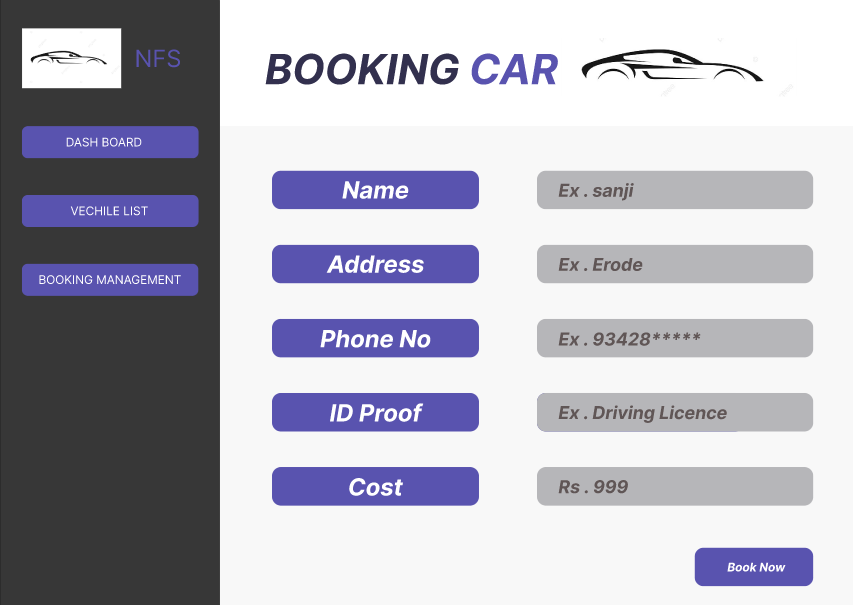 NFS
BOOKING CAR
DASH BOARD
VECHILE LIST
BOOKING MANAGEMENT
Name
Ex . sanji
Address
Ex . Erode
Phone No
Ex . 93428*****
ID Proof
Ex . Driving Licence
Cost
Rs . 999
Book Now